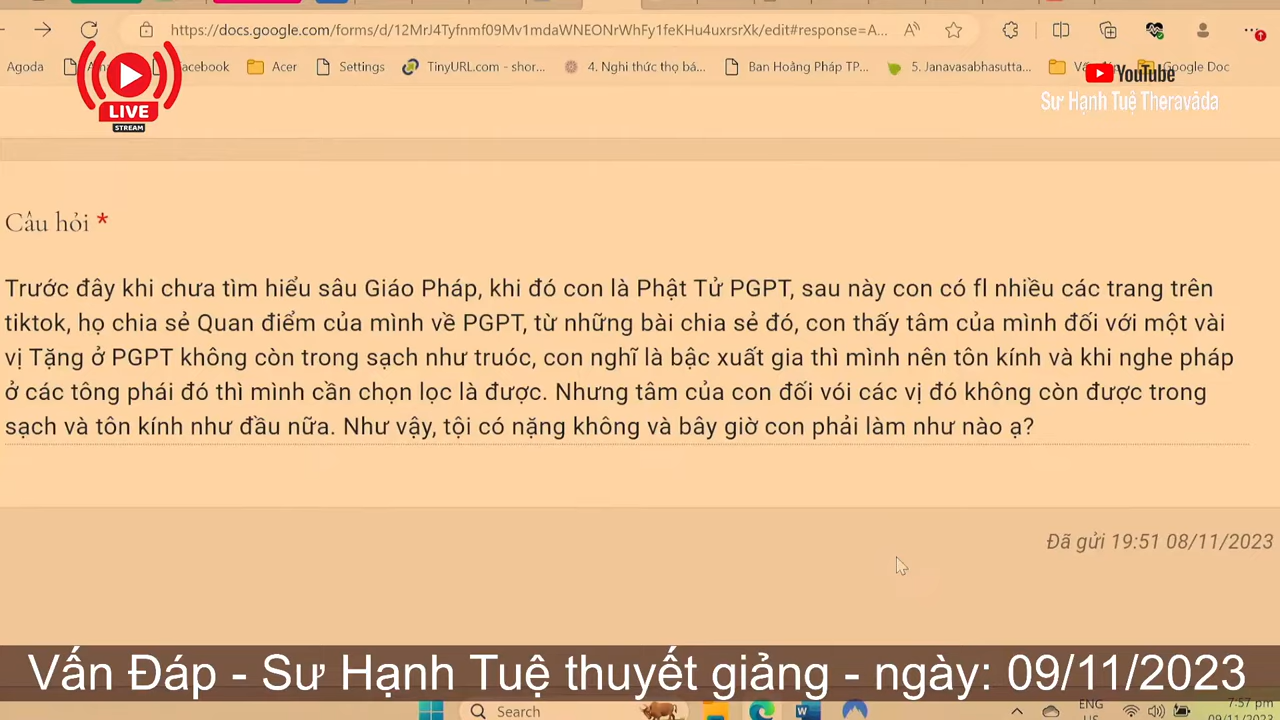 https://docs.google.com/forms/d/12MrJ4Tyfnmf09Mv1mdaWNEONrWhFy1feKHu4uxrsrXk/edit#response=A...
Agoda
Facebook
Acer
Settings
TinyURL.com - shor...
4. Nghi thức thọ bá...
Ban Hoằng Pháp TP...
5. Janavasabhasutta...
Google Doc
LIVE
STREAM
YouTube
Sư Hạnh Tuệ Theravāda
Câu hỏi *
Trước đây khi chưa tìm hiểu sâu Giáo Pháp, khi đó con là Phật Tử PGPT, sau này con có fl nhiều các trang trên
tiktok, họ chia sẻ Quan điểm của mình về PGPT, từ những bài chia sẻ đó, con thấy tâm của mình đối với một vài
vị Tặng ở PGPT không còn trong sạch như truóc, con nghĩ là bậc xuất gia thì mình nên tôn kính và khi nghe pháp
ở các tông phái đó thì mình cần chọn lọc là được. Nhưng tâm của con đối vói các vị đó không còn được trong
sạch và tôn kính như đầu nữa. Như vậy, tội có nặng không và bây giờ con phải làm như nào ạ?
Đã gửi 19:51 08/11/2023
Vấn Đáp - Sư Hạnh Tuệ thuyết giảng - ngày: 09/11/2023
Search
ENG
7:57 pm